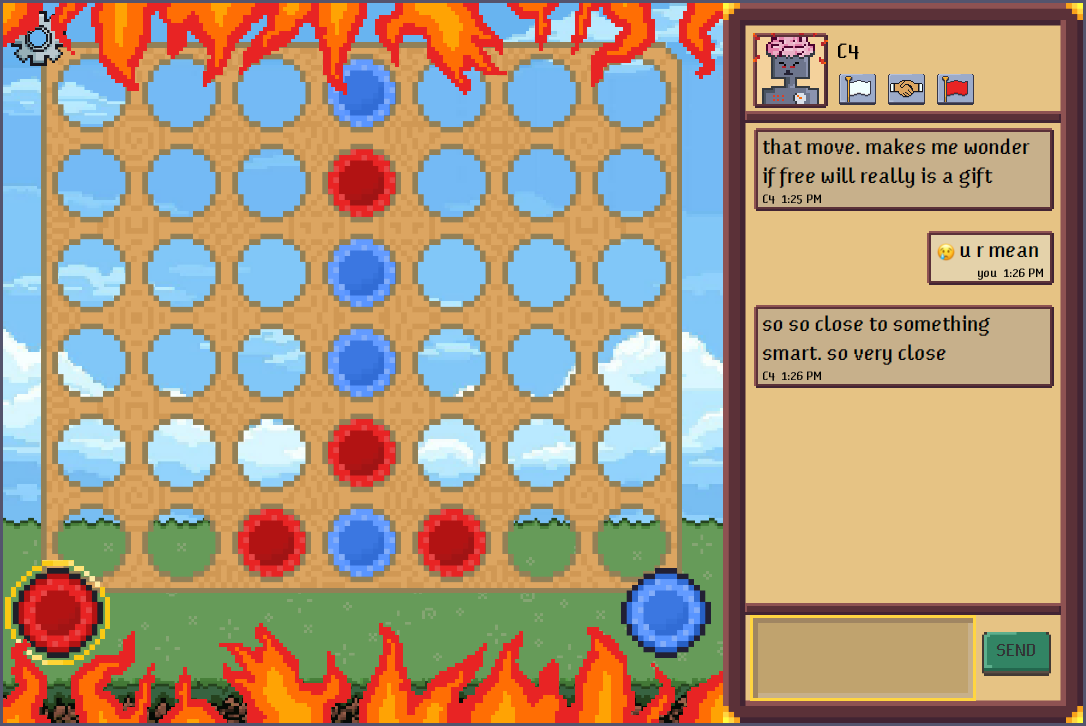 C4
that move. makes me wonder
if free will really is a gift
C4 1:25 PM
😢 u r mean
you 1:26 PM
so so close to something
smart. so very close
C4 1:26 PM
SEND